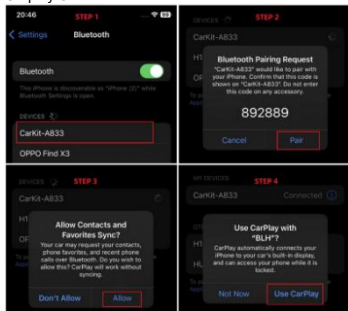 20:46
STEP 1
Settings
Bluetooth
Bluetooth
This iPhone is discoverable as "iPhone (2)" while
Bluetooth Settings is open.
DEVICES
CarKit-A833
OPPO Find X3
DEVICES
STEP 2
CarKit-A833
Bluetooth Pairing Request
"CarKit-A833" would like to pair with
your iPhone. Confirm that this code is
shown on "CarKit-A833". Do not enter
this code on any accessory.
892889
Cancel
Pair
DEVICES
STEP 3
CarKit-A833
Allow Contacts and
Favorites Sync?
Your car may request your contacts,
phone favorites, and recent phone
calls over Bluetooth. Do you wish to
allow this? CarPlay will work without
syncing.
Don't Allow
Allow
MY DEVICES
STEP 4
CarKit-A833
Connected
Use CarPlay with
"BLH"?
CarPlay automatically connects your
iPhone to your car's built-in display,
and can access your phone while it is
locked.
Not Now
Use CarPlay